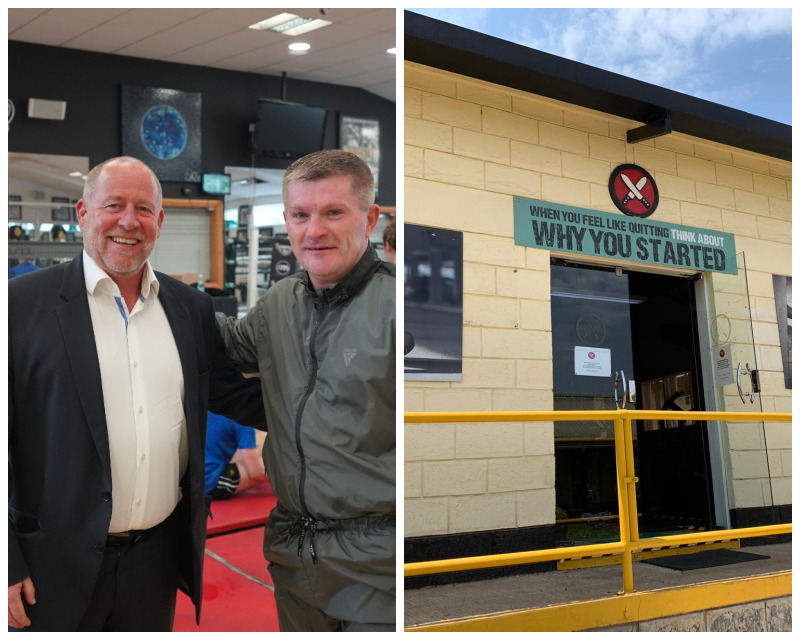 WHEN YOU FEEL LIKE QUITTING THINK ABOUT
WHY YOU STARTED